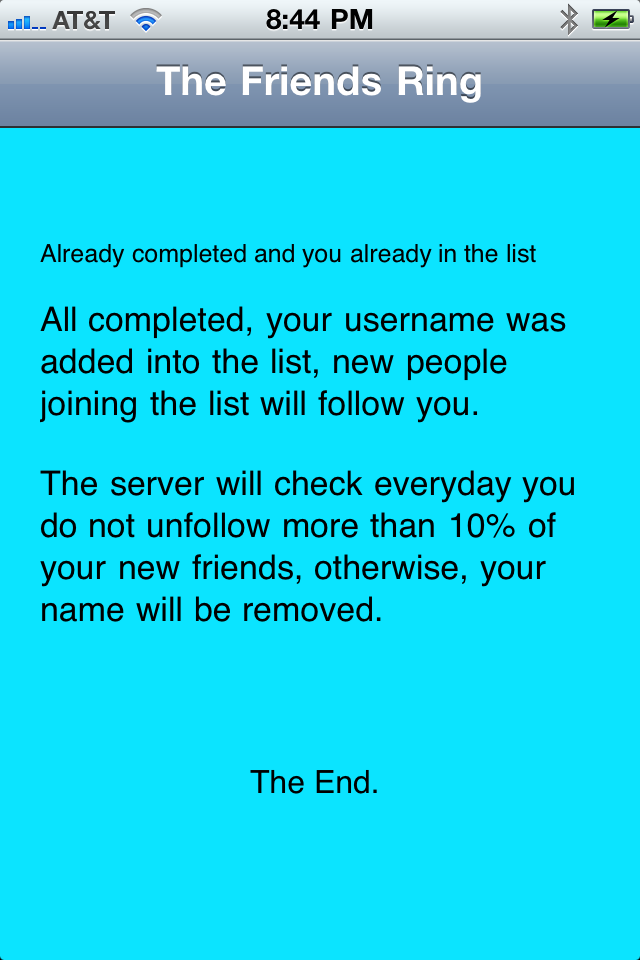 AT&T 8:44 PM
The Friends Ring
Already completed and you already in the list
All completed, your username was
added into the list, new people
joining the list will follow you.
The server will check everyday you
do not unfollow more than 10% of
your new friends, otherwise, your
name will be removed.
The End.